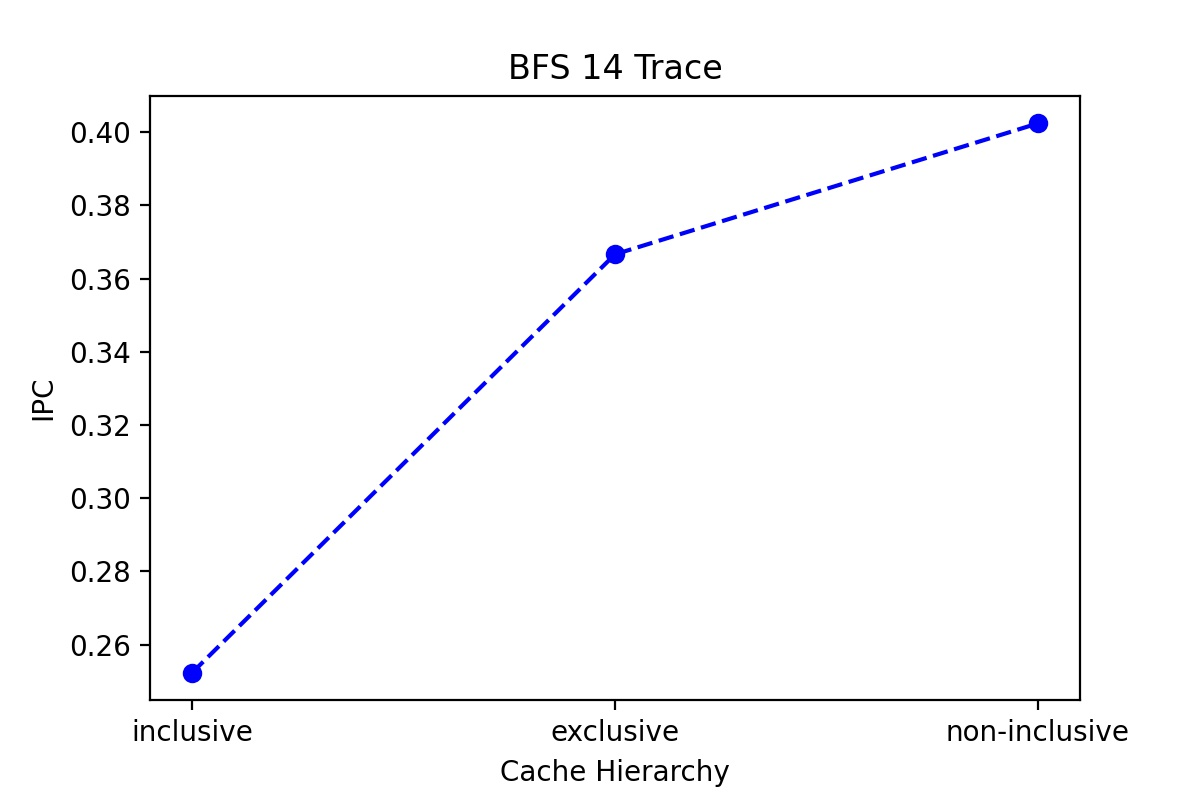 BFS 14 Trace
0.40
0.38
0.36
0.34
0.32
0.30
0.28
0.26
IPC
inclusive exclusive non-inclusive
Cache Hierarchy